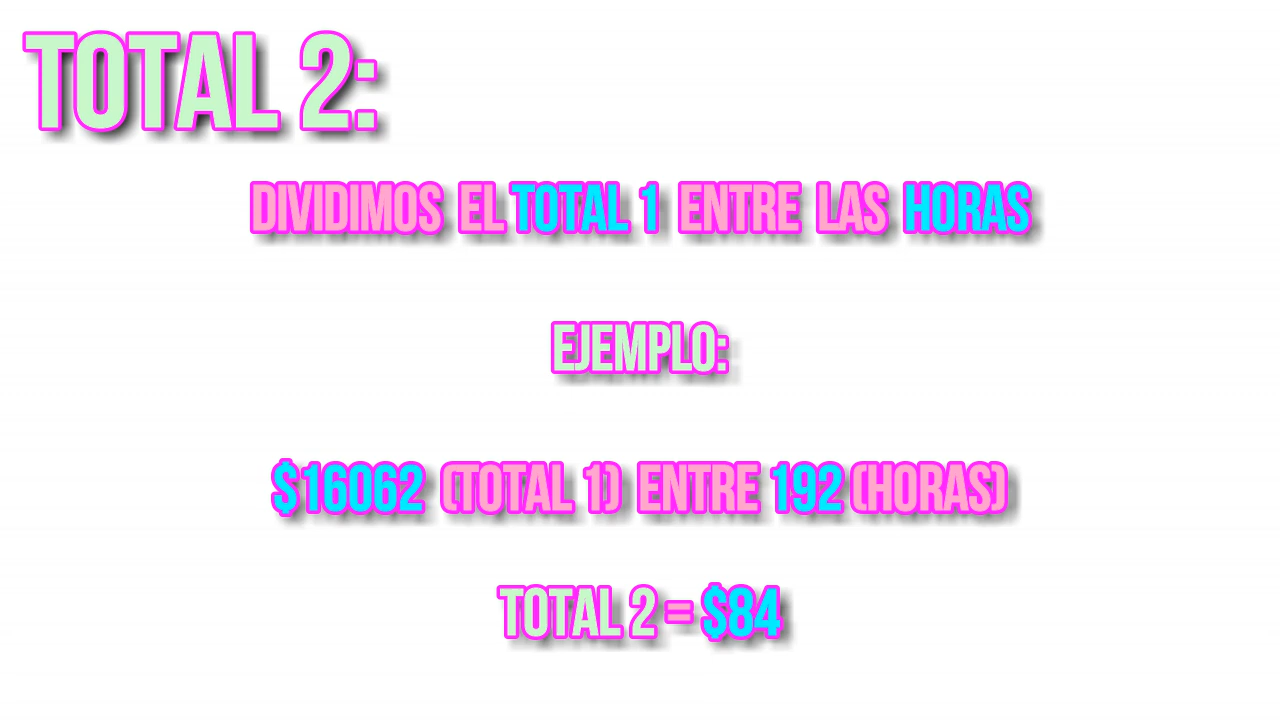 TOTAL 2:
DIVIDIMOS EL TOTAL 1 ENTRE LAS HORAS
EJEMPLO:
$16062 (TOTAL 1) ENTRE 192 (HORAS)
TOTAL 2 = $84